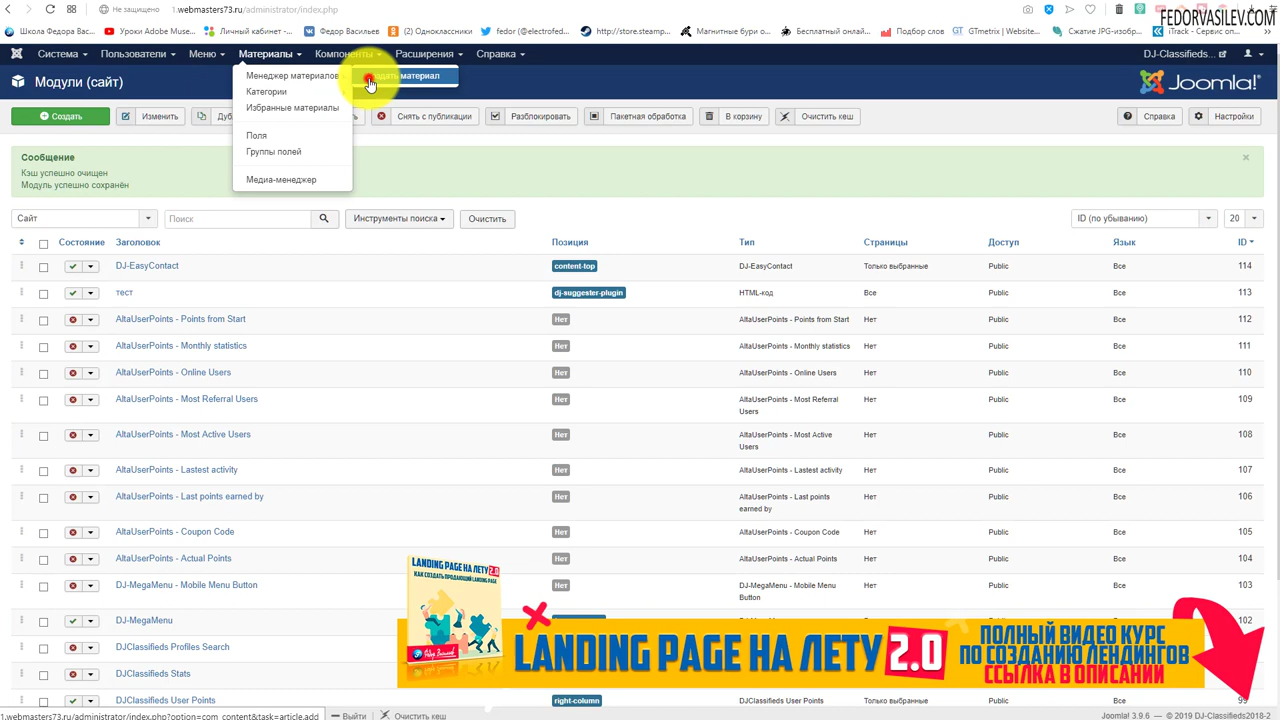 Не защищено 1.webmasters73.ru/administrator/index.php
FEDORVASILEV.COM
Школа Федора Василь Уроки Adobe Muse Личный кабинет - Федор Васильев (1) Одноклассники fedor (@electrofed http://store.steamp Магнитные бури о Бесплатный онлай Подбор слов GTmetrix | Website Сжатие JPG-изобр Другие
Система Пользователи Меню Материалы Компоненты Расширения Справка DJ-Classifieds...
Модули (сайт) Joomla!
Менеджер материалов
Категории
Избранные материалы
Поля
Группы полей
Медиа-менеджер
Создать Изменить Снять с публикации Разблокировать Пакетная обработка В корзину Очистить кеш Справка Настройки
Сообщение
Кэш успешно очищен
Модуль успешно сохранён
Сайт Поиск Инструменты поиска Очистить ID (по убыванию) 20
Состояние Заголовок Позиция Тип Страницы Доступ Язык ID
DJ-EasyContact content-top DJ-EasyContact Только выбранные Public Все 114
тест dj-suggester-plugin HTML-код Все Public Все 113
AltaUserPoints - Points from Start Нет AltaUserPoints - Points from Start Нет Public Все 112
AltaUserPoints - Monthly statistics Нет AltaUserPoints - Monthly statistics Нет Public Все 111
AltaUserPoints - Online Users Нет AltaUserPoints - Online Users Нет Public Все 110
AltaUserPoints - Most Referral Users Нет AltaUserPoints - Most Referral Нет Public Все 109
Users
AltaUserPoints - Most Active Users Нет AltaUserPoints - Most Active Нет Public Все 108
Users
AltaUserPoints - Lastest activity Нет AltaUserPoints - Lastest activity Нет Public Все 107
AltaUserPoints - Last points earned by Нет AltaUserPoints - Last points Нет Public Все 106
earned by
AltaUserPoints - Coupon Code Нет AltaUserPoints - Coupon Code Нет Public Все 105
AltaUserPoints - Actual Points Нет AltaUserPoints - Actual Points Нет Public Все 104
DJ-MegaMenu - Mobile Menu Button Нет DJ-MegaMenu - Mobile Menu Нет Public Все 103
Button
DJ-MegaMenu 102
DJClassifieds Profiles Search
DJClassifieds Stats
DJClassifieds User Points right-column DJClassifieds User Points Только выбранные Public Все
LANDING PAGE НА ЛЕТУ 2.0
КАК СОЗДАТЬ ПРОДАЮЩИЙ LANDING PAGE
Федор Васильев
LANDING PAGE НА ЛЕТУ 2.0
ПОЛНЫЙ ВИДЕО КУРС
ПО СОЗДАНИЮ ЛЕНДИНГОВ
ССЫЛКА В ОПИСАНИИ
1.webmasters73.ru/administrator/index.php?option=com_content&task=article.add Выйти Очистить кеш Joomla! 3.9.6 — © 2019 DJ-Classifieds2018-2